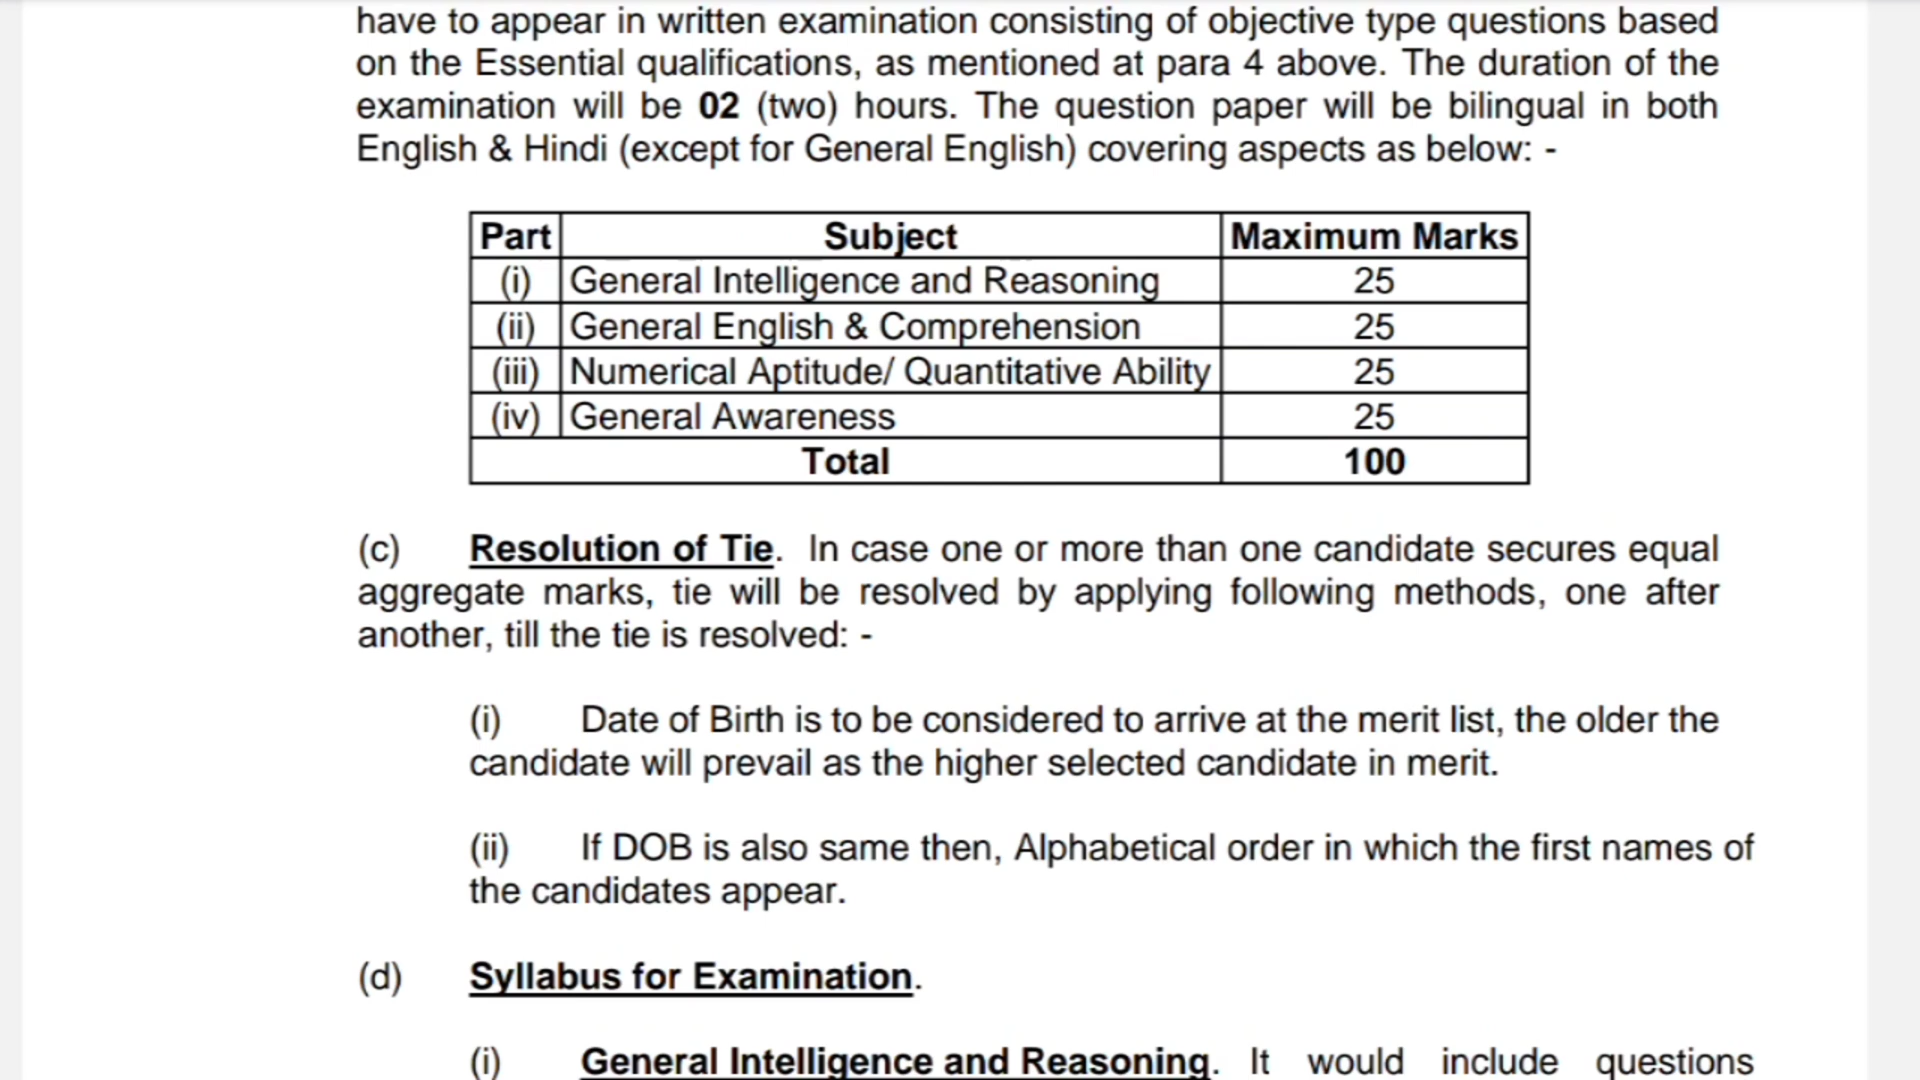 have to appear in written examination consisting of objective type questions based
on the Essential qualifications, as mentioned at para 4 above. The duration of the
examination will be 02 (two) hours. The question paper will be bilingual in both
English & Hindi (except for General English) covering aspects as below: -
Part Subject Maximum Marks
(i) General Intelligence and Reasoning 25
(ii) General English & Comprehension 25
(iii) Numerical Aptitude/ Quantitative Ability 25
(iv) General Awareness 25
Total 100
(c) Resolution of Tie. In case one or more than one candidate secures equal
aggregate marks, tie will be resolved by applying following methods, one after
another, till the tie is resolved: -
(i) Date of Birth is to be considered to arrive at the merit list, the older the
candidate will prevail as the higher selected candidate in merit.
(ii) If DOB is also same then, Alphabetical order in which the first names of
the candidates appear.
(d) Syllabus for Examination.
(i) General Intelligence and Reasoning. It would include questions